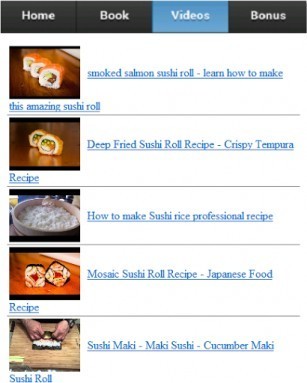 Home Book Videos Bonus
smoked salmon sushi roll - learn how to make
this amazing sushi roll
Deep Fried Sushi Roll Recipe - Crispy Tempura
Recipe
How to make Sushi rice professional recipe
Mosaic Sushi Roll Recipe - Japanese Food
Recipe
Sushi Maki - Maki Sushi - Cucumber Maki
Sushi Roll